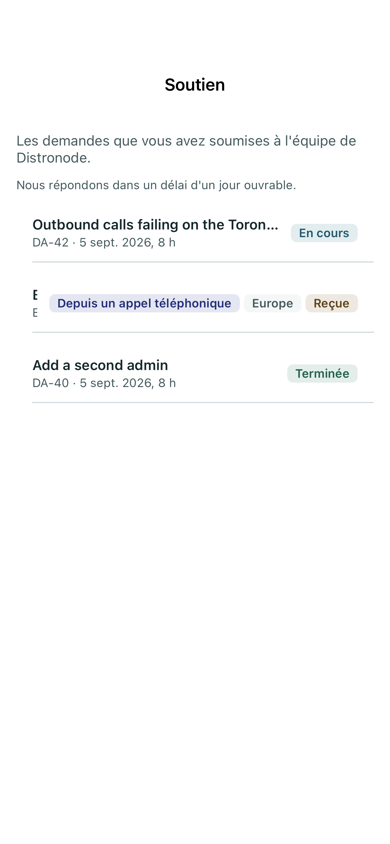 Soutien
Les demandes que vous avez soumises à l'équipe de
Distronode.
Nous répondons dans un délai d'un jour ouvrable.
Outbound calls failing on the Toron...
En cours
DA-42 · 5 sept. 2026, 8 h
Depuis un appel téléphonique
Europe
Reçue
Add a second admin
DA-40 · 5 sept. 2026, 8 h
Terminée